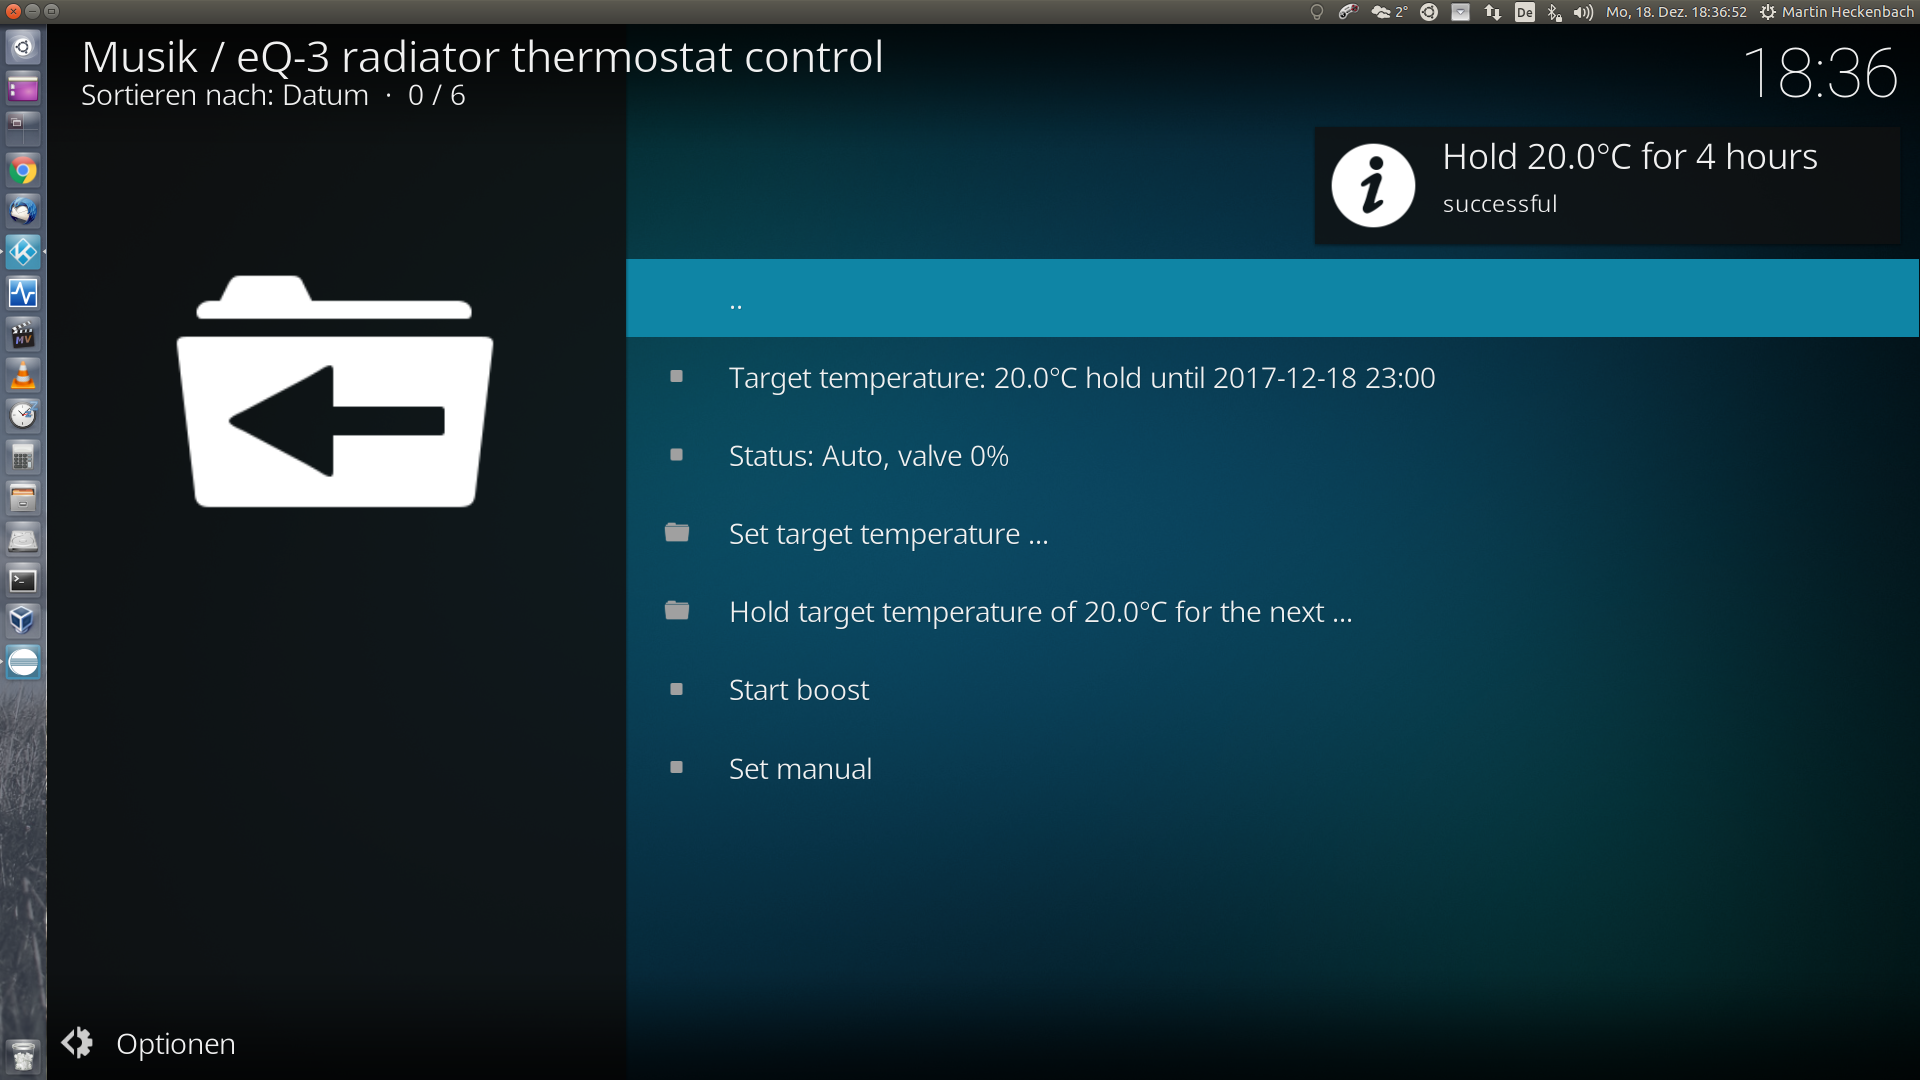 2°
De
Mo, 18. Dez. 18:36:52
Martin Heckenbach
Musik / eQ-3 radiator thermostat control
Sortieren nach: Datum · 0 / 6
18:36
Hold 20.0°C for 4 hours
successful
..
Target temperature: 20.0°C hold until 2017-12-18 23:00
Status: Auto, valve 0%
Set target temperature ...
Hold target temperature of 20.0°C for the next ...
Start boost
Set manual
MV
Optionen